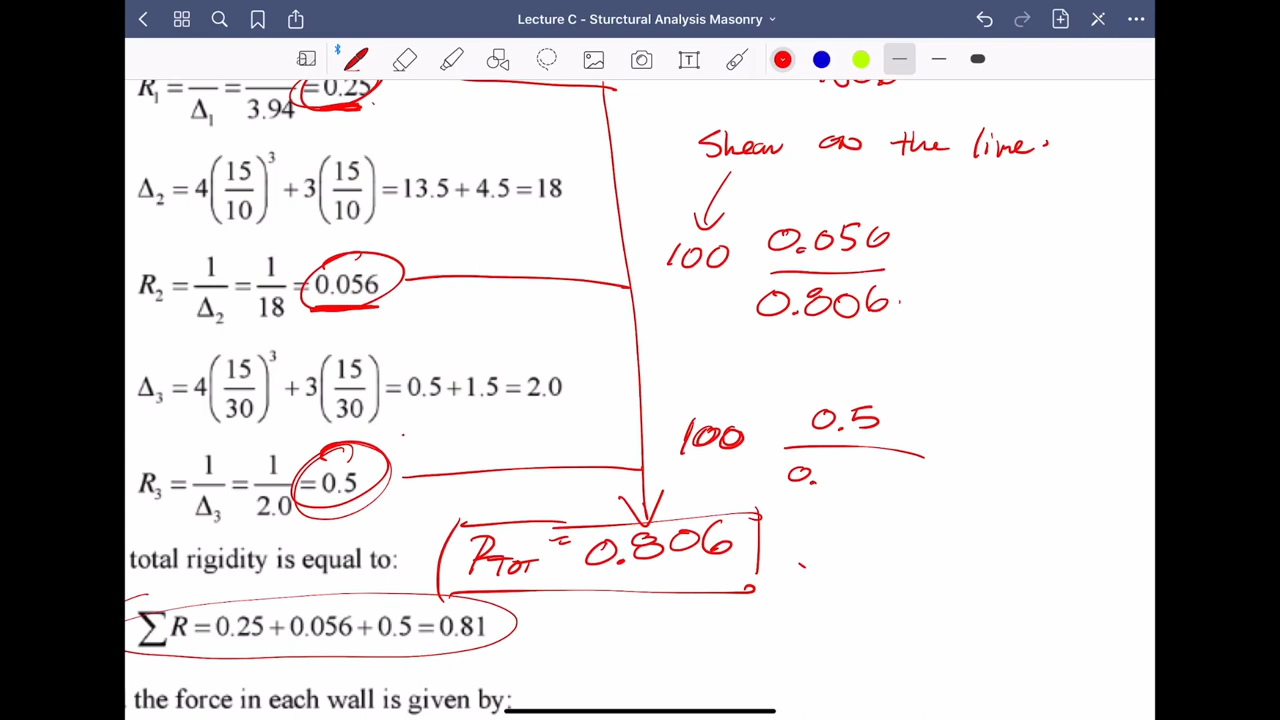 Lecture C - Sturctural Analysis Masonry
R₁ = 1/Δ₁ = 1/3.94 = 0.25
Shear on the line.
Δ₂ = 4(15/10)³ + 3(15/10) = 13.5 + 4.5 = 18
100 0.056/0.806
R₂ = 1/Δ₂ = 1/18 = 0.056
Δ₃ = 4(15/30)³ + 3(15/30) = 0.5 + 1.5 = 2.0
100 0.5/0.
R₃ = 1/Δ₃ = 1/2.0 = 0.5
total rigidity is equal to:
R_TOT = 0.806
∑R = 0.25 + 0.056 + 0.5 = 0.81
the force in each wall is given by: